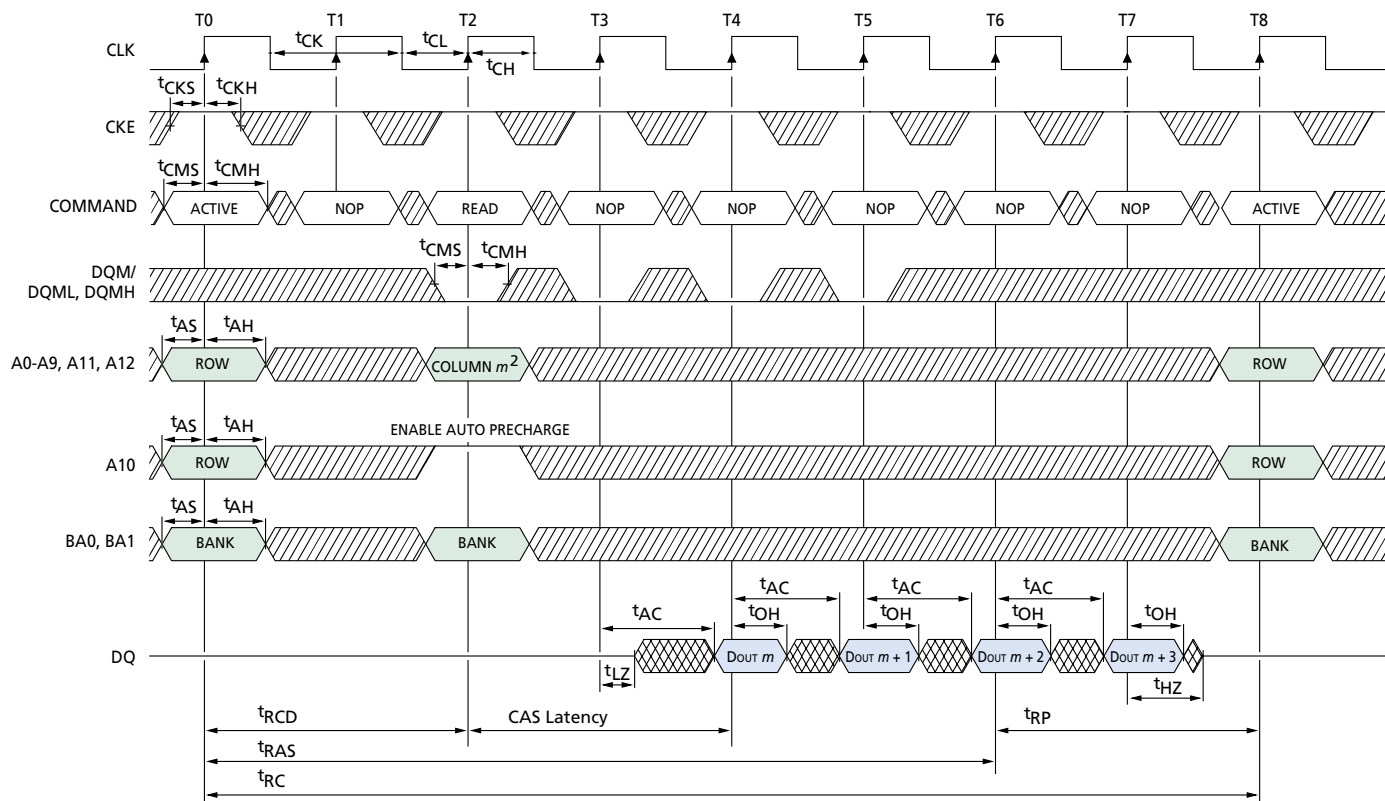 T0 T1 T2 T3 T4 T5 T6 T7 T8
CLK
tCK tCL
tCH
tCKS tCKH
CKE
tCMS tCMH
COMMAND ACTIVE NOP READ NOP NOP NOP NOP NOP ACTIVE
tCMS tCMH
DQM/
DQML, DQMH
tAS tAH
A0-A9, A11, A12 ROW COLUMN m2 ROW
tAS tAH
ENABLE AUTO PRECHARGE
A10 ROW ROW
tAS tAH
BA0, BA1 BANK BANK BANK
tAC tAC tAC
tAC tOH tOH tOH tOH
DQ DOUT m DOUT m + 1 DOUT m + 2 DOUT m + 3
tLZ tHZ
tRCD CAS Latency tRP
tRAS
tRC